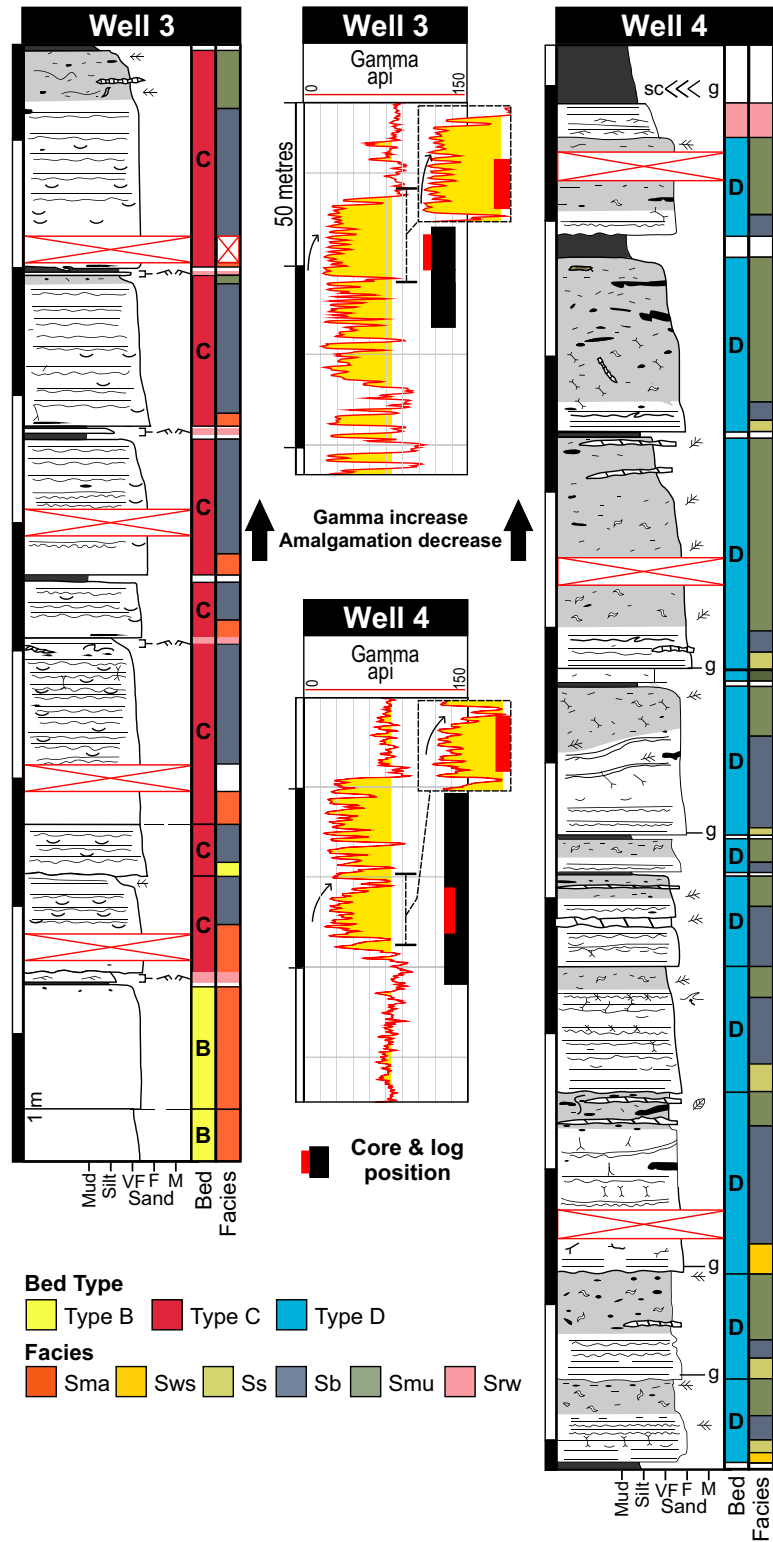 Well 3
C
C
C
C
C
C
C
B
B
1 m
Mud
Silt
VF
F
M
Sand
Bed
Facies
Well 3
Gamma
api
0
150
50 metres
Gamma increase
Amalgamation decrease
Well 4
Gamma
api
0
150
Core & log
position
Well 4
sc
g
D
D
D
g
D
g
D
D
D
D
g
D
g
D
Mud
Silt
VF
F
M
Sand
Bed
Facies
Bed Type
Type B
Type C
Type D
Facies
Sma
Sws
Ss
Sb
Smu
Srw